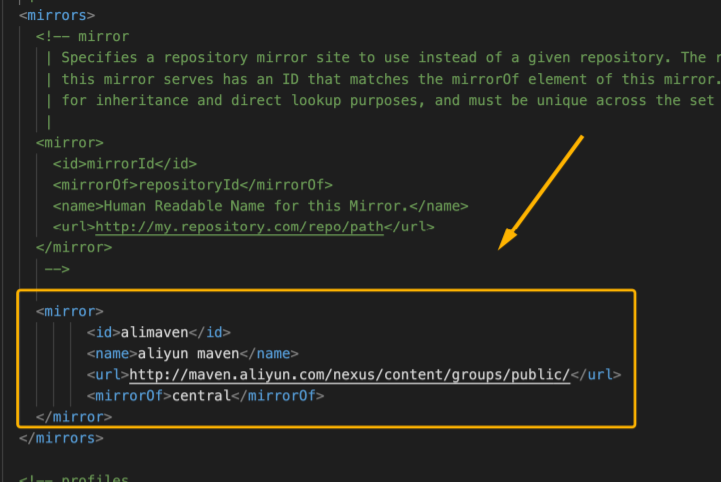 <mirrors>
<!-- mirror
| Specifies a repository mirror site to use instead of a given repository. The
| this mirror serves has an ID that matches the mirrorOf element of this mirror.
| for inheritance and direct lookup purposes, and must be unique across the set
|
<mirror>
<id>mirrorId</id>
<mirrorOf>repositoryId</mirrorOf>
<name>Human Readable Name for this Mirror.</name>
<url>http://my.repository.com/repo/path</url>
</mirror>
-->
<mirror>
<id>alimaven</id>
<name>aliyun maven</name>
<url>http://maven.aliyun.com/nexus/content/groups/public/</url>
<mirrorOf>central</mirrorOf>
</mirror>
</mirrors>
<!-- profiles